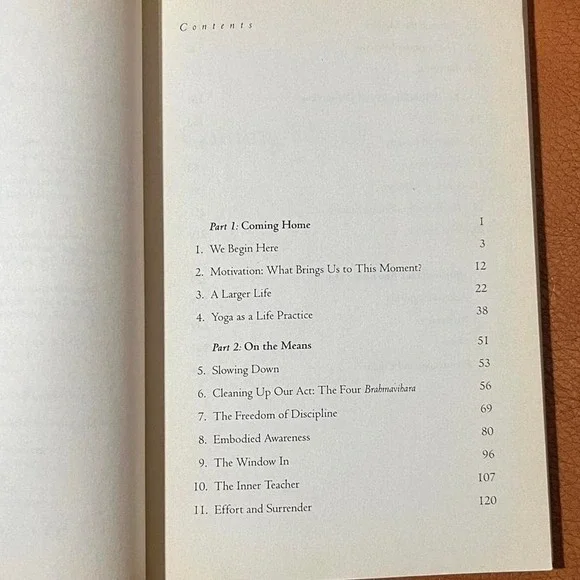 Contents
Part 1: Coming Home 1
1. We Begin Here 3
2. Motivation: What Brings Us to This Moment? 12
3. A Larger Life 22
4. Yoga as a Life Practice 38
Part 2: On the Means 51
5. Slowing Down 53
6. Cleaning Up Our Act: The Four Brahmavihara 56
7. The Freedom of Discipline 69
8. Embodied Awareness 80
9. The Window In 96
10. The Inner Teacher 107
11. Effort and Surrender 120